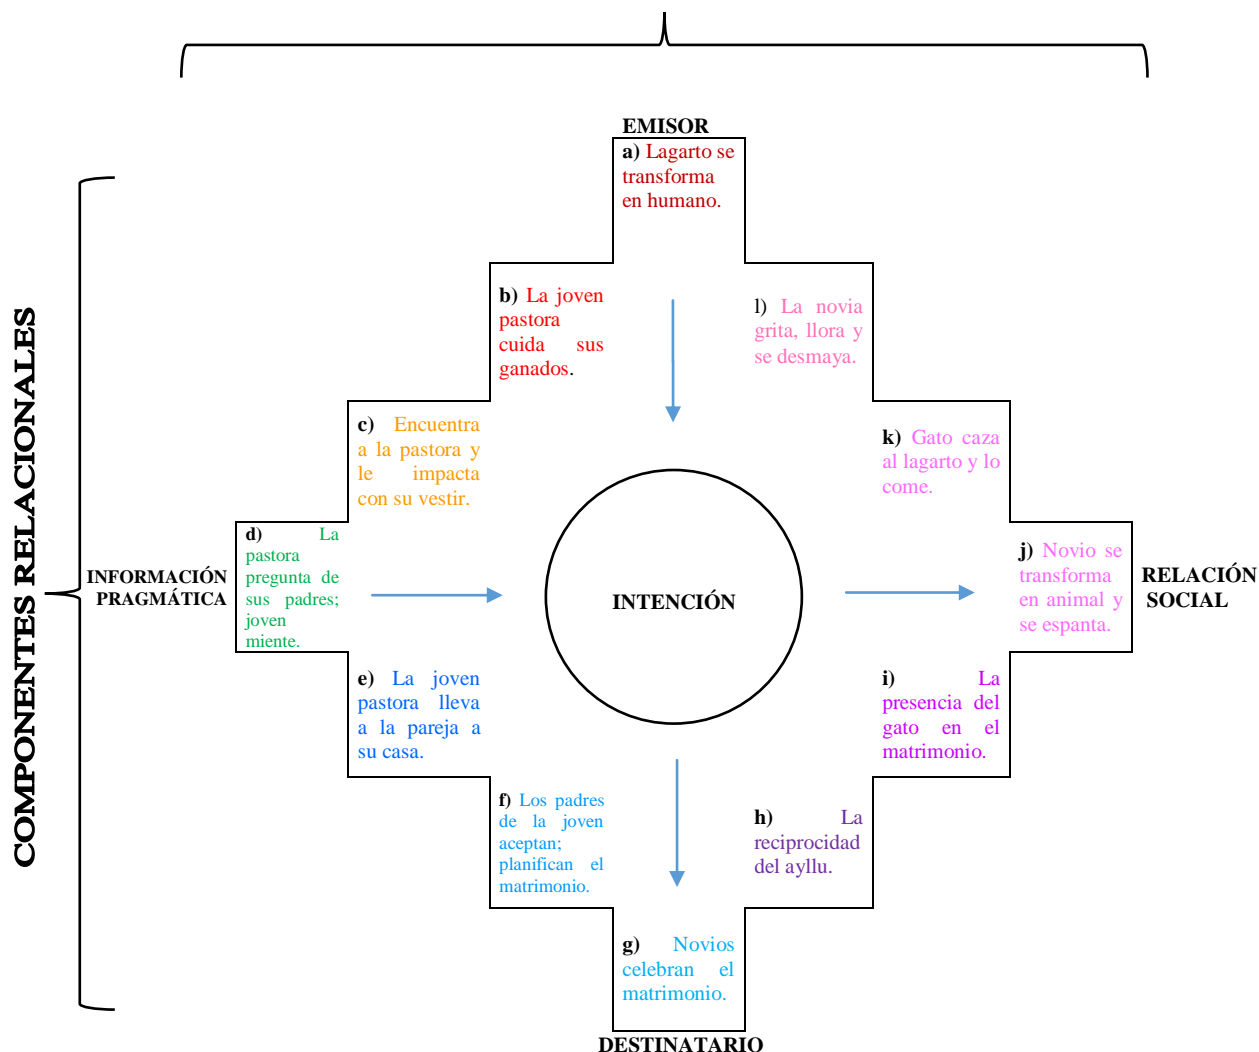 EMISOR
a) Lagarto se
transforma
en humano.
b) La joven
pastora
cuida sus
ganados.
l) La novia
grita, llora y
se desmaya.
c) Encuentra
a la pastora y
le impacta
con su vestir.
k) Gato caza
al lagarto y lo
come.
COMPONENTES RELACIONALES
INFORMACIÓN
PRAGMÁTICA
d) La
pastora
pregunta de
sus padres;
joven
miente.
INTENCIÓN
j) Novio se
transforma
en animal y
se espanta.
RELACIÓN
SOCIAL
e) La joven
pastora lleva
a la pareja a
su casa.
i) La
presencia del
gato en el
matrimonio.
f) Los padres
de la joven
aceptan;
planifican el
matrimonio.
h) La
reciprocidad
del ayllu.
g) Novios
celebran el
matrimonio.
DESTINATARIO